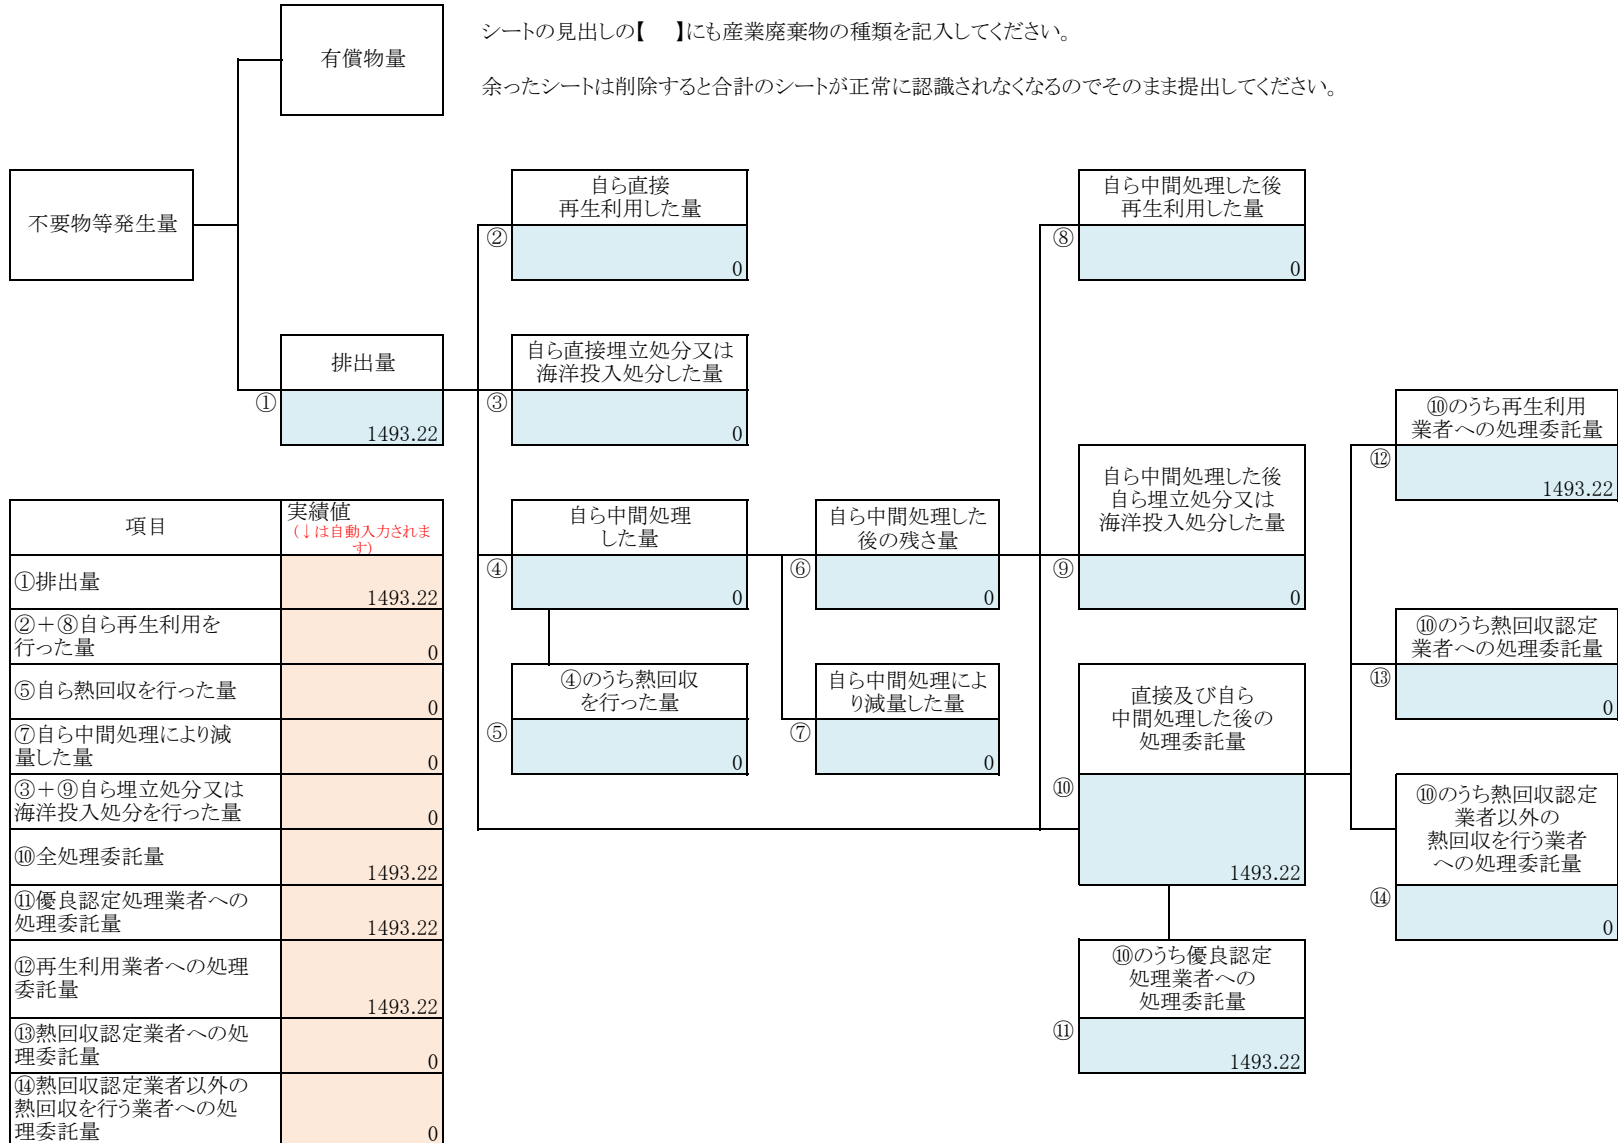 シートの見出しの【　】にも産業廃棄物の種類を記入してください。
余ったシートは削除すると合計のシートが正常に認識されなくなるのでそのまま提出してください。
有償物量
不要物等発生量
排出量
①
1493.22
自ら直接
再生利用した量
②
0
自ら直接埋立処分又は
海洋投入処分した量
③
0
自ら中間処理
した量
④
0
④のうち熱回収
を行った量
⑤
0
自ら中間処理した
後の残さ量
⑥
0
自ら中間処理によ
り減量した量
⑦
0
自ら中間処理した後
再生利用した量
⑧
0
自ら中間処理した後
自ら埋立処分又は
海洋投入処分した量
⑨
0
直接及び自ら
中間処理した後の
処理委託量
⑩
1493.22
⑩のうち優良認定
処理業者への
処理委託量
⑪
1493.22
⑩のうち再生利用
業者への処理委託量
⑫
1493.22
⑩のうち熱回収認定
業者への処理委託量
⑬
0
⑩のうち熱回収認定
業者以外の
熱回収を行う業者
への処理委託量
⑭
0
項目
実績値
(↓は自動入力されま
す)
①排出量
1493.22
②＋⑧自ら再生利用を
行った量
0
⑤自ら熱回収を行った量
0
⑦自ら中間処理により減
量した量
0
③＋⑨自ら埋立処分又は
海洋投入処分を行った量
0
⑩全処理委託量
1493.22
⑪優良認定処理業者への
処理委託量
1493.22
⑫再生利用業者への処理
委託量
1493.22
⑬熱回収認定業者への処
理委託量
0
⑭熱回収認定業者以外の
熱回収を行う業者への処
理委託量
0